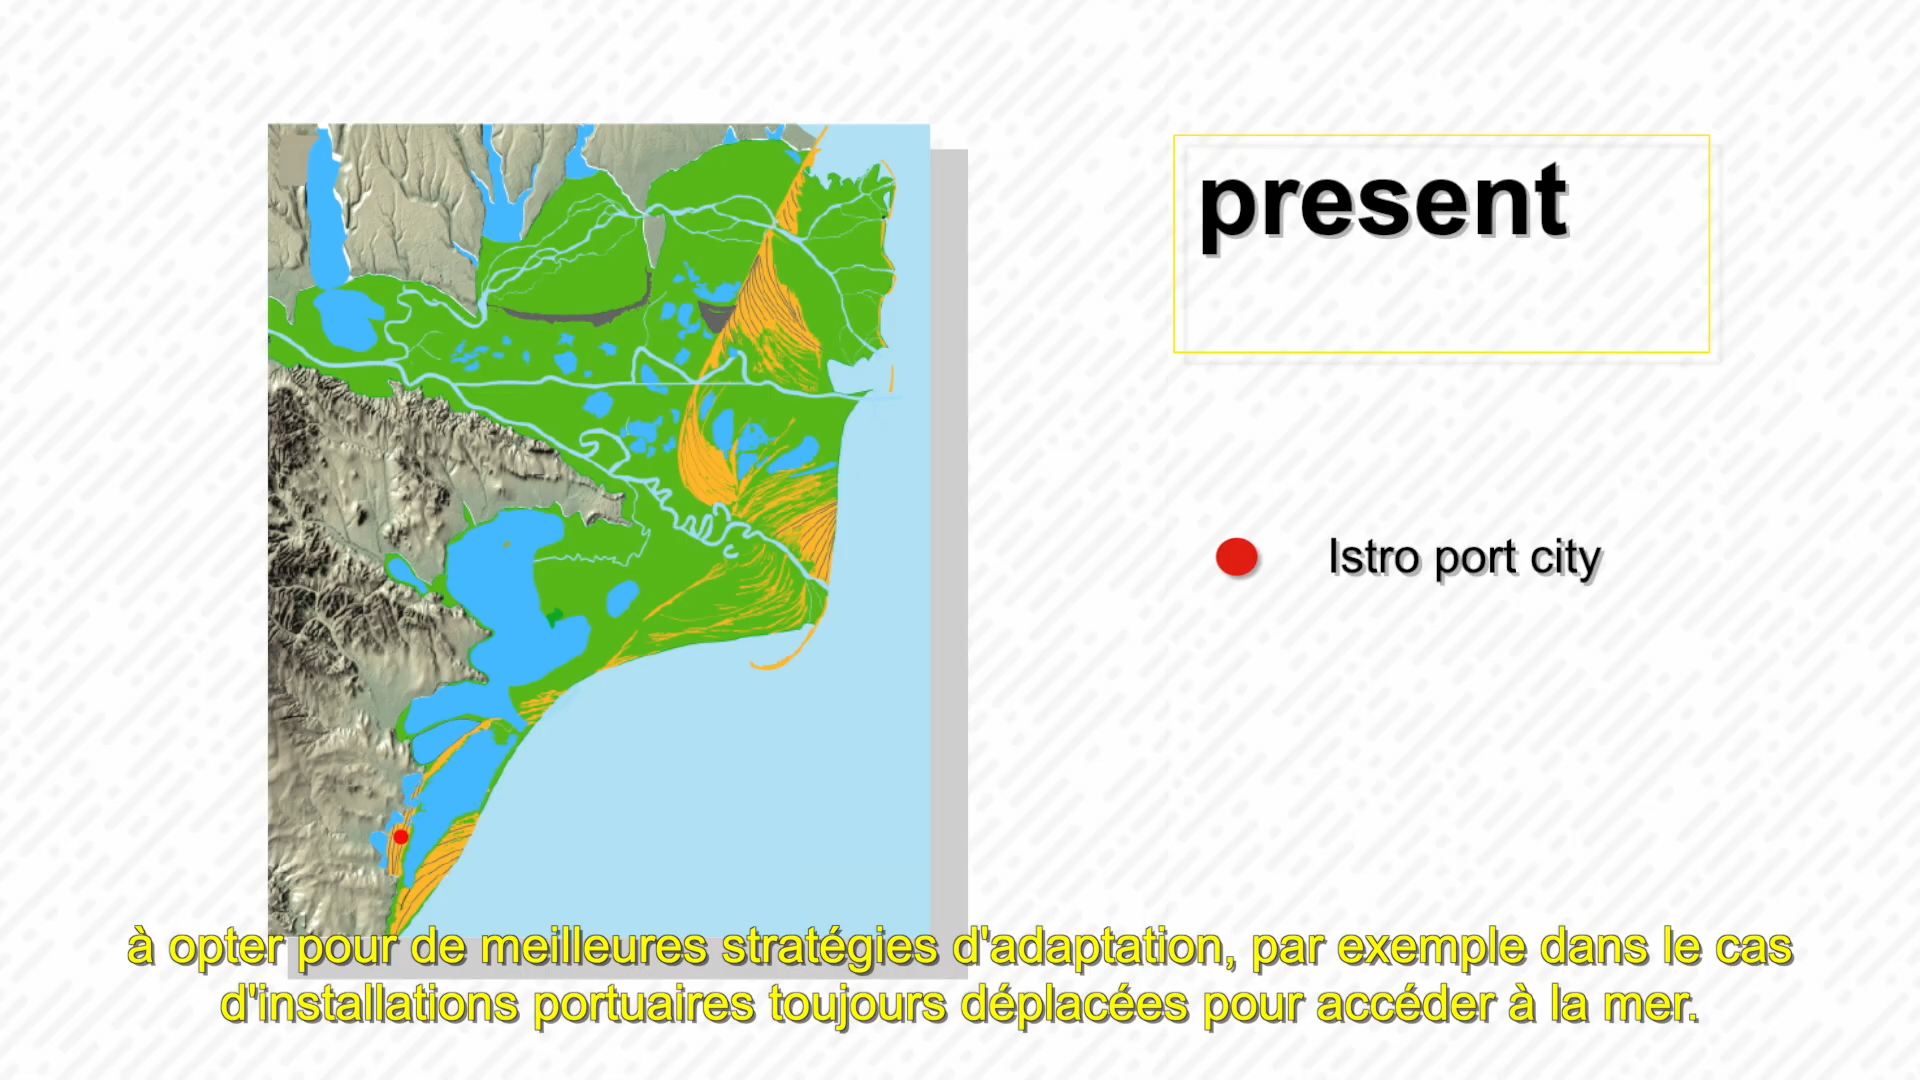 present
Istro port city
à opter pour de meilleures stratégies d'adaptation, par exemple dans le cas
d'installations portuaires toujours déplacées pour accéder à la mer.